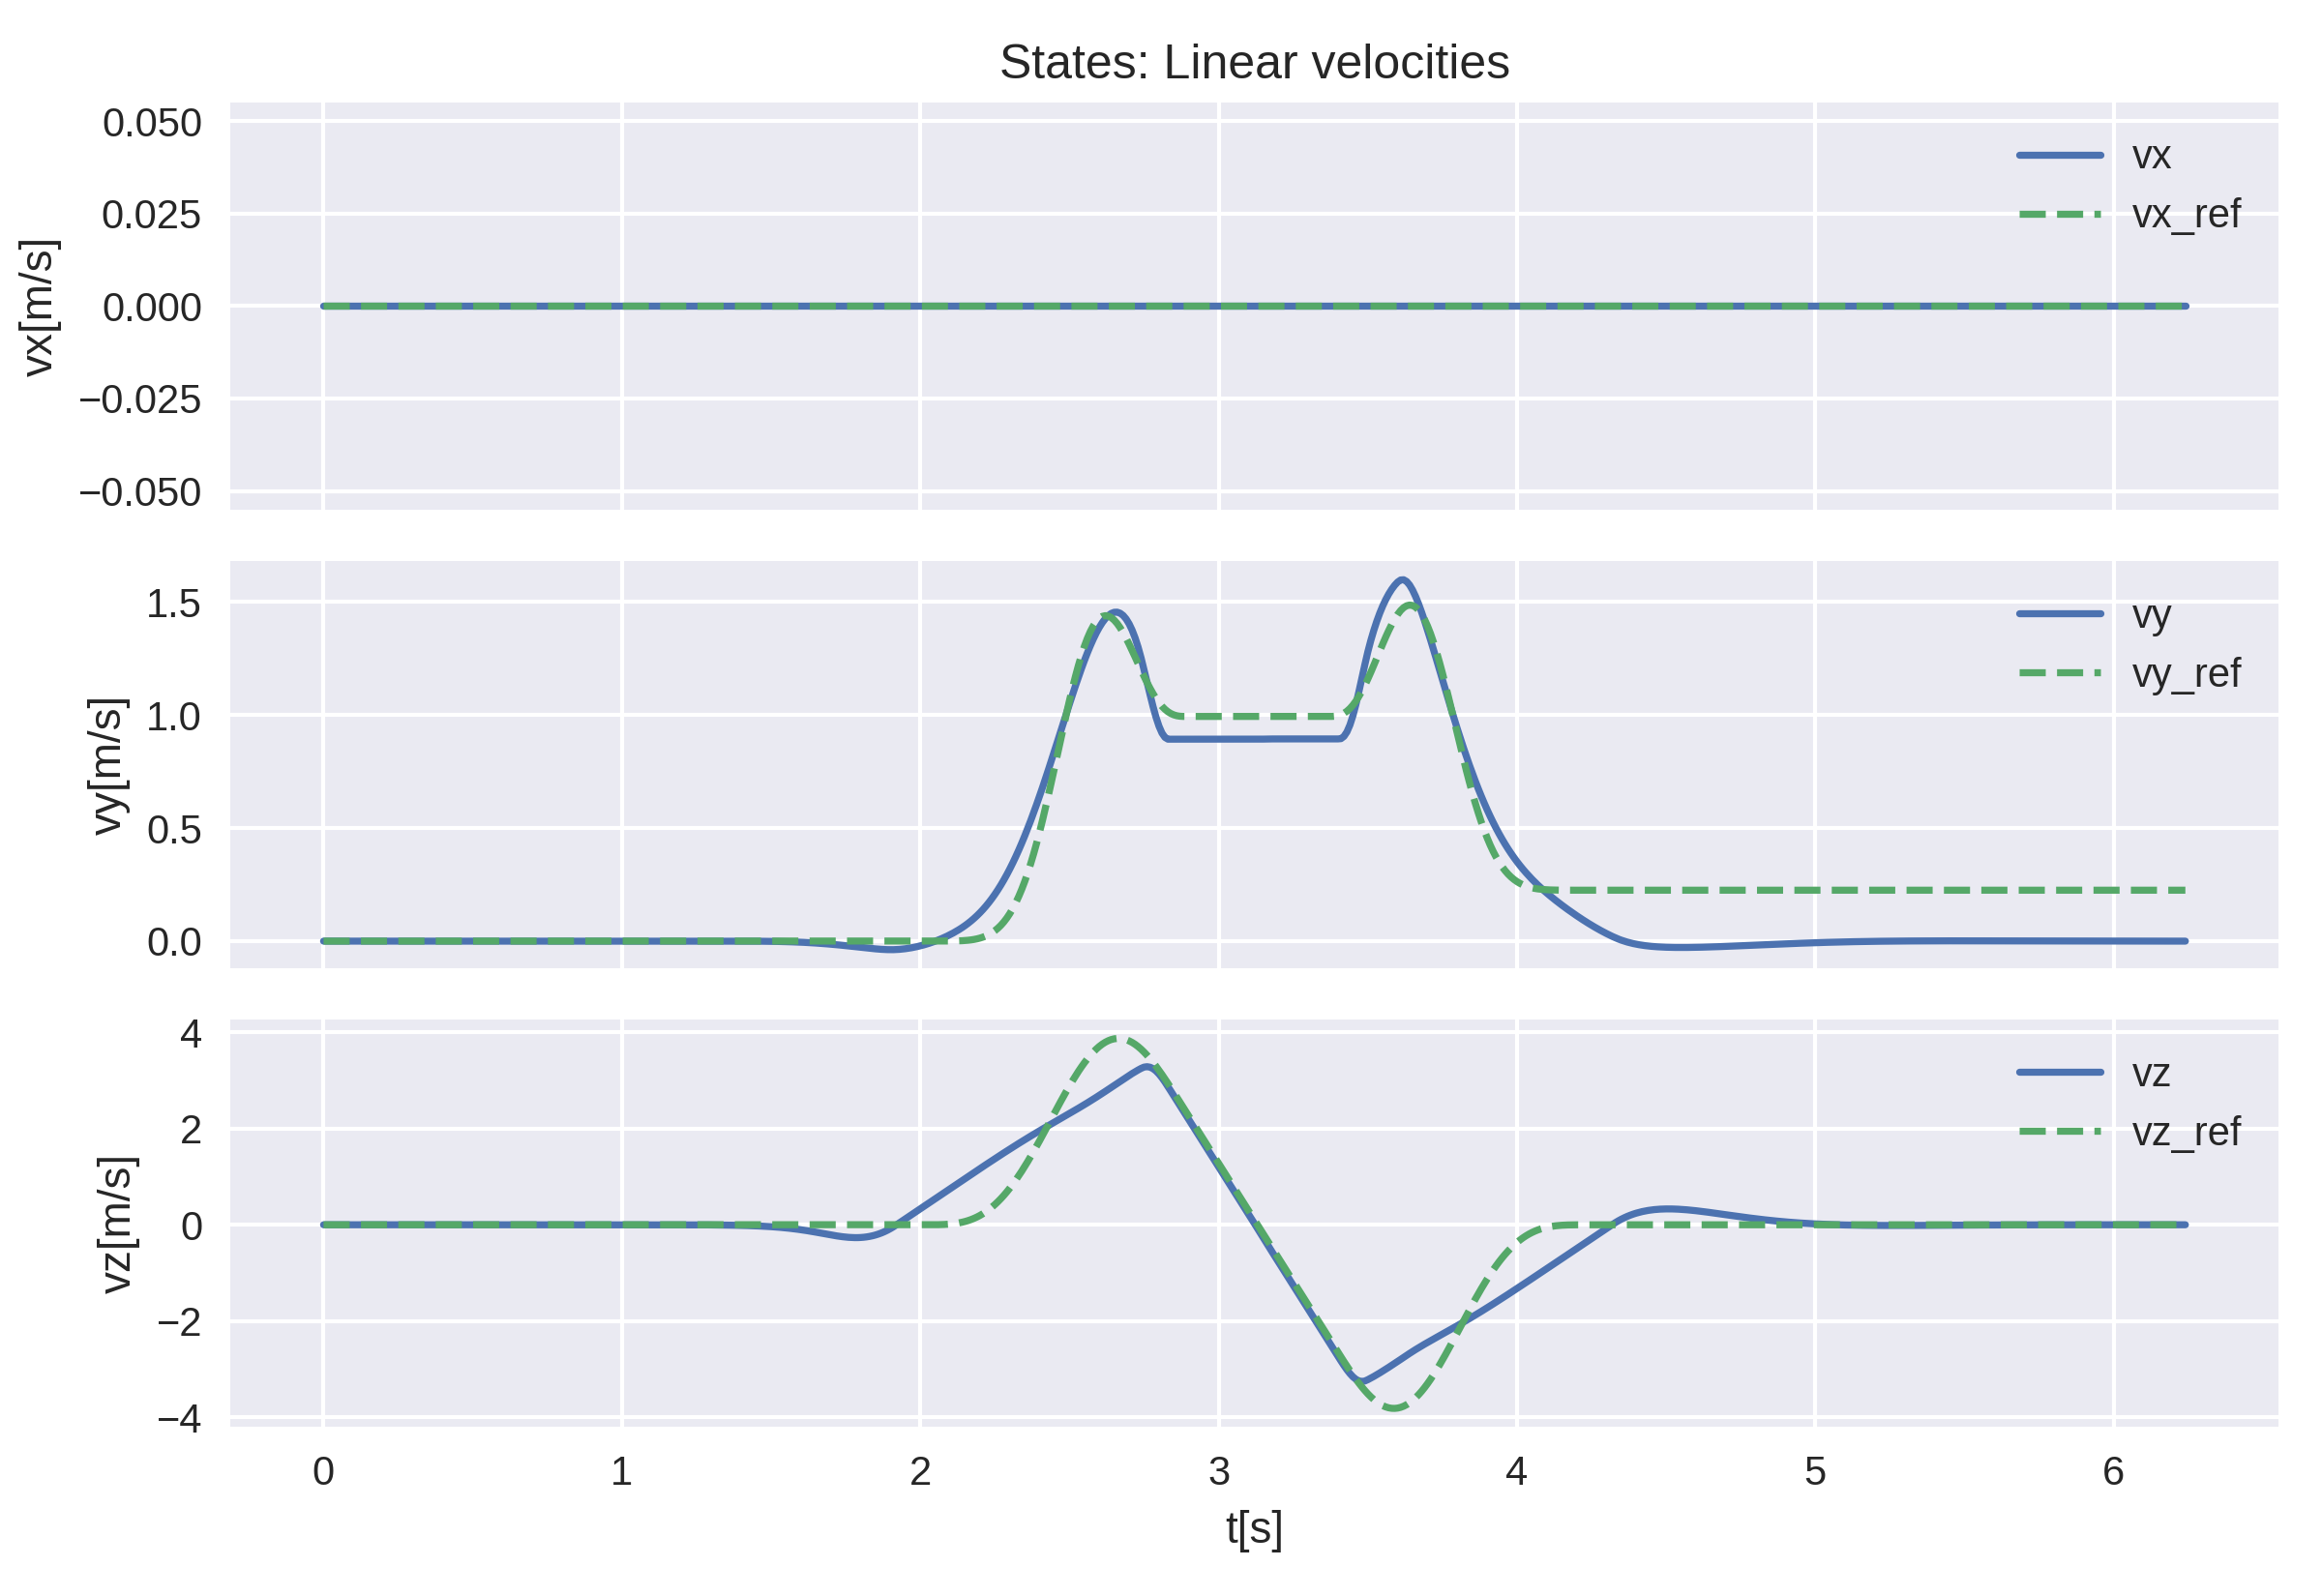 States: Linear velocities
0.050
0.025
0.000
−0.025
−0.050
vx[m/s]
vx
vx_ref
1.5
1.0
0.5
0.0
vy[m/s]
vy
vy_ref
4
2
0
−2
−4
vz[m/s]
vz
vz_ref
0 1 2 3 4 5 6
t[s]